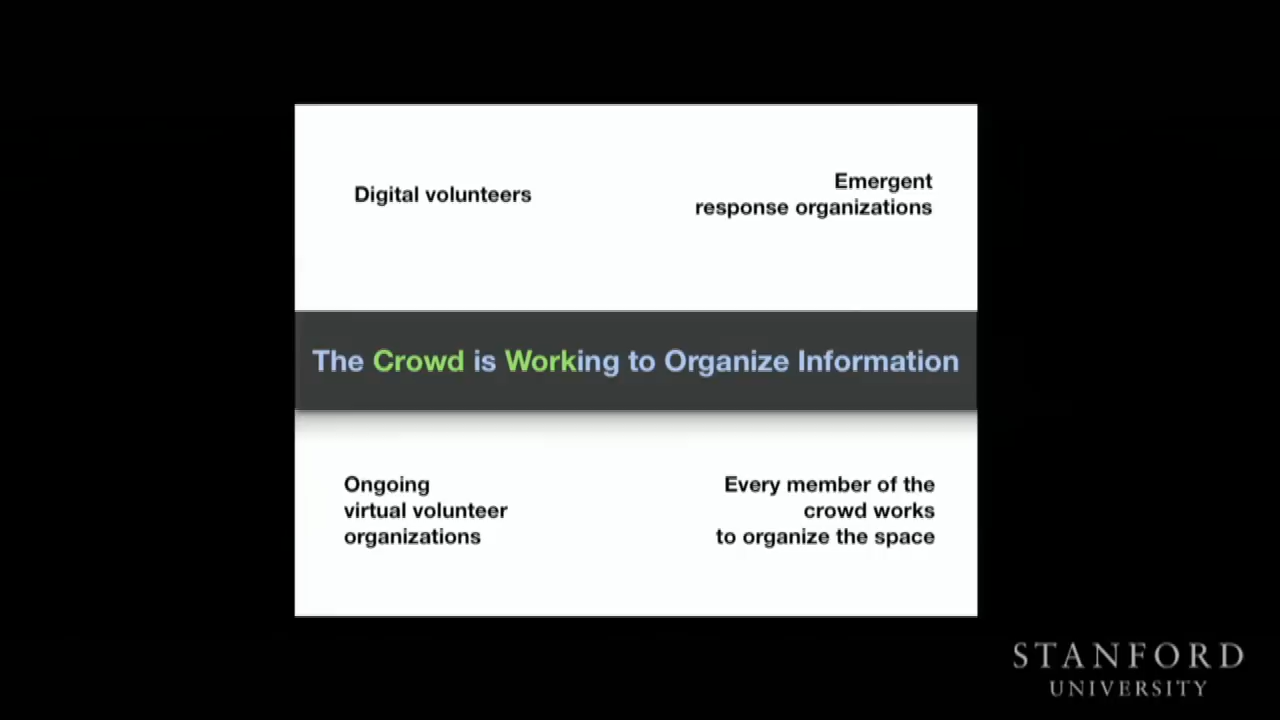 Digital volunteers
Emergent
response organizations
The Crowd is Working to Organize Information
Ongoing
virtual volunteer
organizations
Every member of the
crowd works
to organize the space
STANFORD
UNIVERSITY